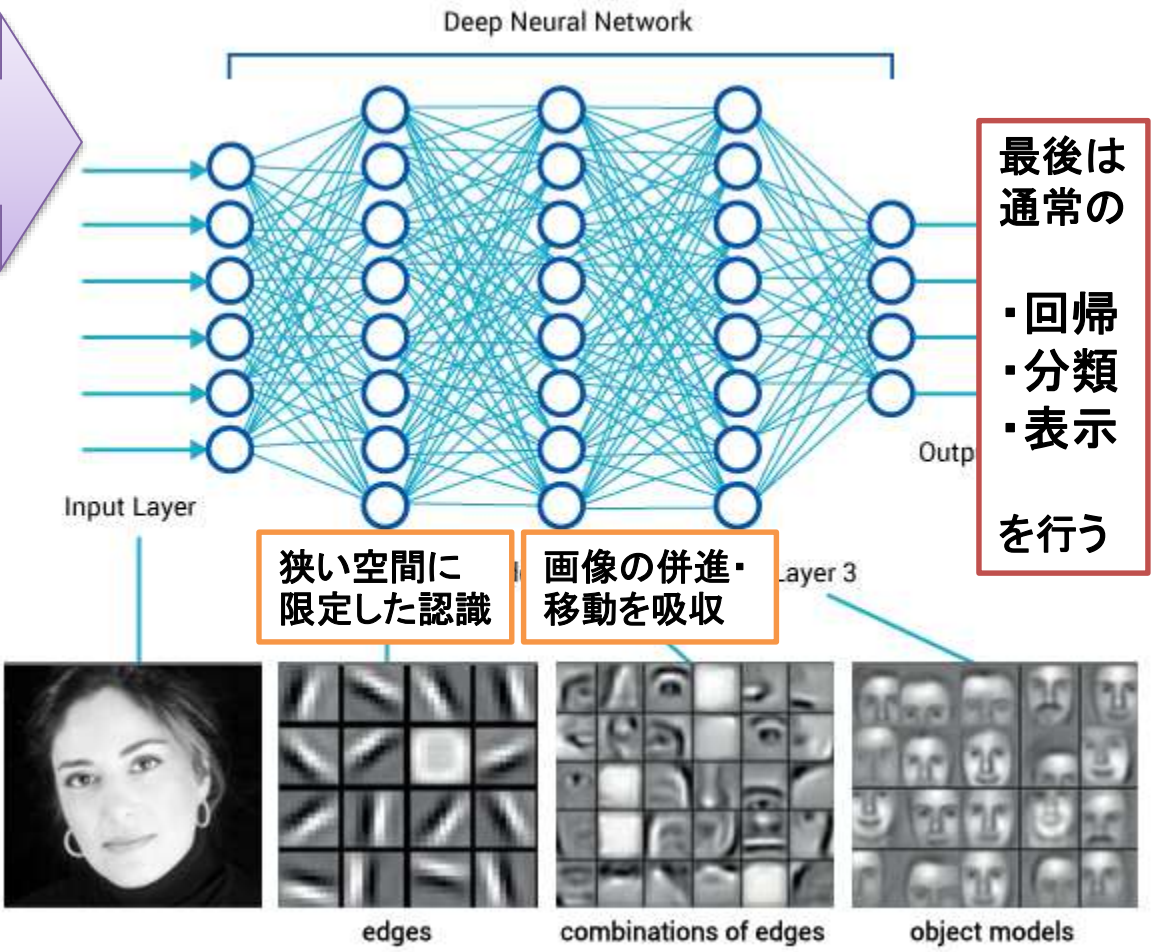 Deep Neural Network
最後は
通常の
・回帰
・分類
・表示
を行う
Outp
Input Layer
狭い空間に
限定した認識
画像の併進・
移動を吸収
ayer 3
edges
combinations of edges
object models